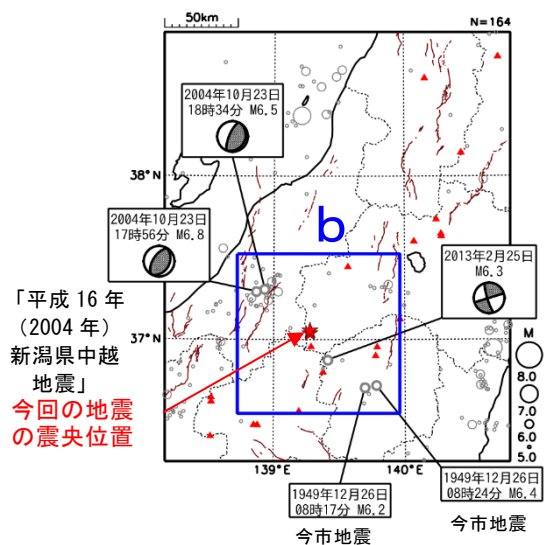 50km
N=164
2004年10月23日
18時34分 M6.5
38°N
b
2004年10月23日
17時56分 M6.8
2013年2月25日
M6.3
「平成 16 年
(2004 年)
新潟県中越
地震」
37°N
今回の地震
の震央位置
M
8.0
7.0
6.0
5.0
139°E
140°E
1949年12月26日
08時17分 M6.2
今市地震
1949年12月26日
08時24分 M6.4
今市地震